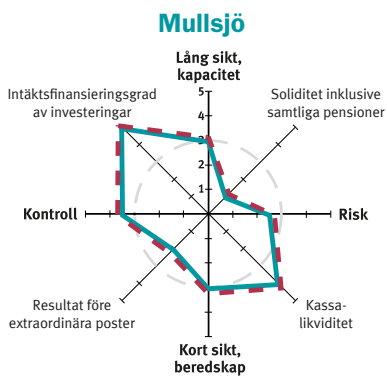 Mullsjö
Lång sikt,
kapacitet
Intäktsfinansieringsgrad
av investeringar
Soliditet inklusive
samtliga pensioner
5
4
3
2
1
Kontroll
Risk
Resultat före
extraordinära poster
Kassa-
likviditet
Kort sikt,
beredskap